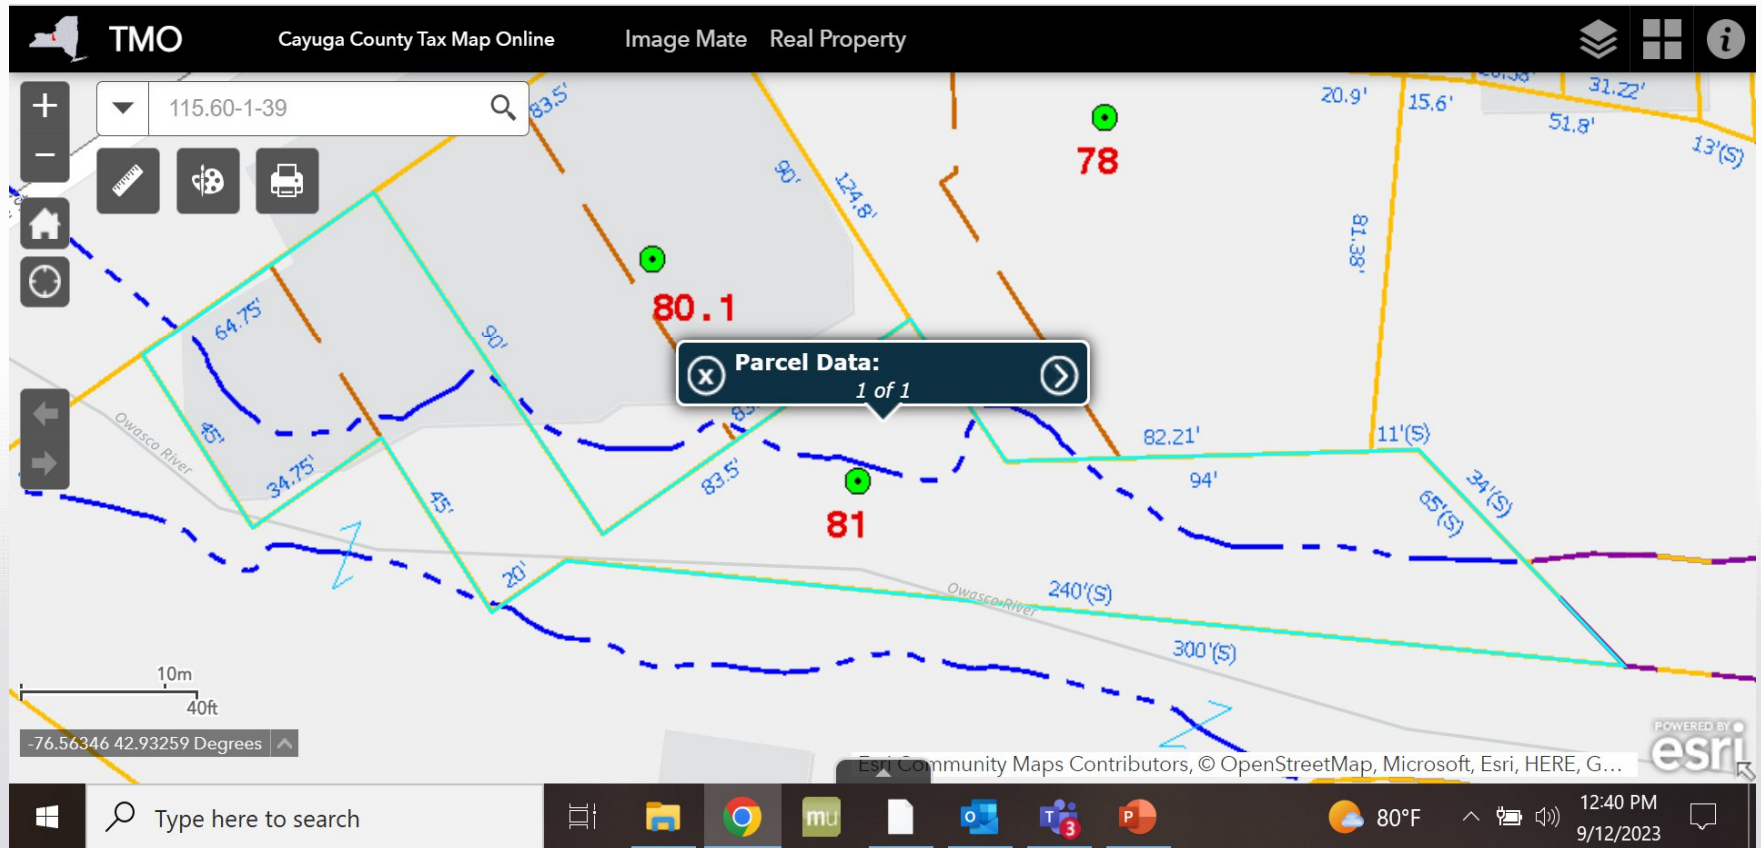 TMO
Cayuga County Tax Map Online
Image Mate
Real Property
115.60-1-39
83.5'
20.9'
15.6'
31.22'
51.8'
13'(S)
78
90'
124.8'
81.38'
80.1
64.75'
90'
Parcel Data:
1 of 1
82.21'
11'(S)
94'
34'(S)
65'(S)
Owasco River
45'
34.75'
45'
83.5'
81
20'
Owasco River
240'(S)
300'(S)
10m
40ft
-76.56346 42.93259 Degrees
POWERED BY
esri
Esri Community Maps Contributors, © OpenStreetMap, Microsoft, Esri, HERE, G...
Type here to search
mu
3
P
80°F
12:40 PM
9/12/2023